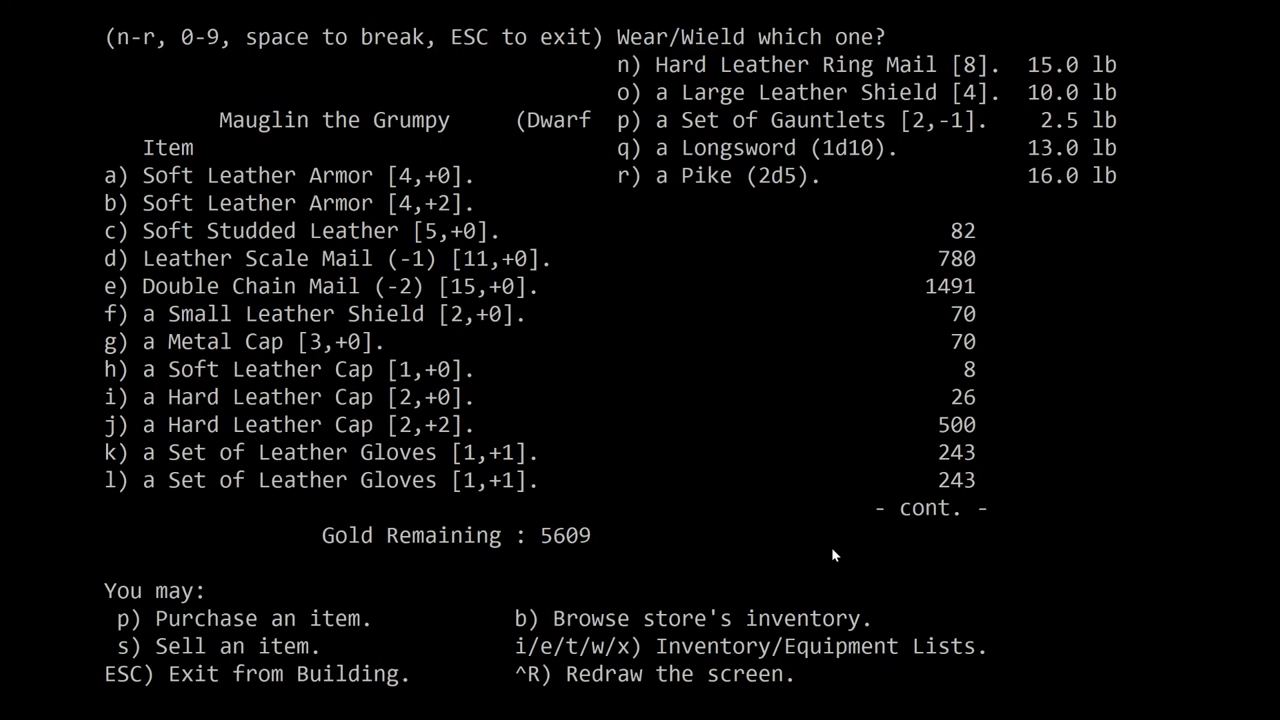 (n-r, 0-9, space to break, ESC to exit) Wear/Wield which one?
n) Hard Leather Ring Mail [8]. 15.0 lb
o) a Large Leather Shield [4]. 10.0 lb
Mauglin the Grumpy (Dwarf p) a Set of Gauntlets [2,-1]. 2.5 lb
Item q) a Longsword (1d10). 13.0 lb
a) Soft Leather Armor [4,+0]. r) a Pike (2d5). 16.0 lb
b) Soft Leather Armor [4,+2].
c) Soft Studded Leather [5,+0]. 82
d) Leather Scale Mail (-1) [11,+0]. 780
e) Double Chain Mail (-2) [15,+0]. 1491
f) a Small Leather Shield [2,+0]. 70
g) a Metal Cap [3,+0]. 70
h) a Soft Leather Cap [1,+0]. 8
i) a Hard Leather Cap [2,+0]. 26
j) a Hard Leather Cap [2,+2]. 500
k) a Set of Leather Gloves [1,+1]. 243
l) a Set of Leather Gloves [1,+1]. 243
- cont. -
Gold Remaining : 5609
You may:
p) Purchase an item. b) Browse store's inventory.
s) Sell an item. i/e/t/w/x) Inventory/Equipment Lists.
ESC) Exit from Building. ^R) Redraw the screen.